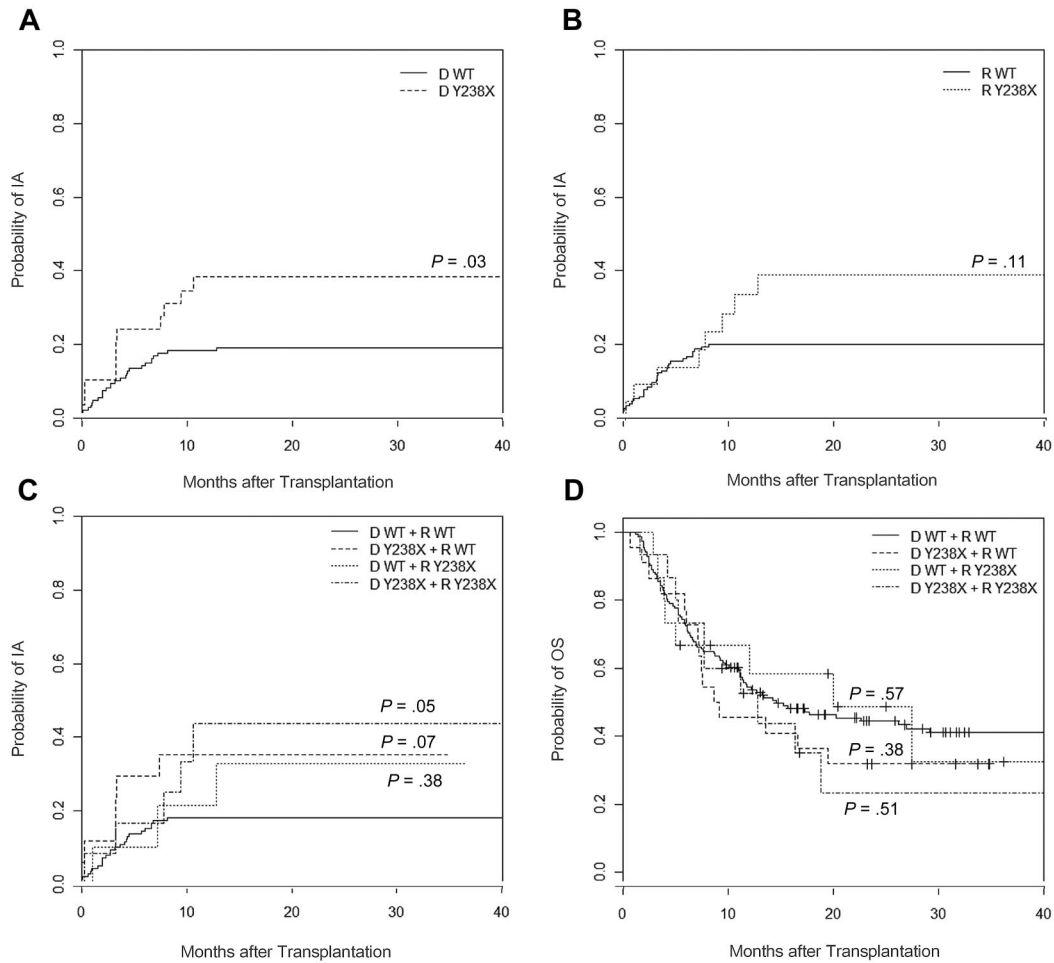 A
D WT
D Y238X
P = .03
Probability of IA
0.0 0.2 0.4 0.6 0.8 1.0
0 10 20 30 40
Months after Transplantation
B
R WT
R Y238X
P = .11
Probability of IA
0.0 0.2 0.4 0.6 0.8 1.0
0 10 20 30 40
Months after Transplantation
C
D WT + R WT
D Y238X + R WT
D WT + R Y238X
D Y238X + R Y238X
P = .05
P = .07
P = .38
Probability of IA
0.0 0.2 0.4 0.6 0.8 1.0
0 10 20 30 40
Months after Transplantation
D
D WT + R WT
D Y238X + R WT
D WT + R Y238X
D Y238X + R Y238X
P = .57
P = .38
P = .51
Probability of OS
0.0 0.2 0.4 0.6 0.8 1.0
0 10 20 30 40
Months after Transplantation